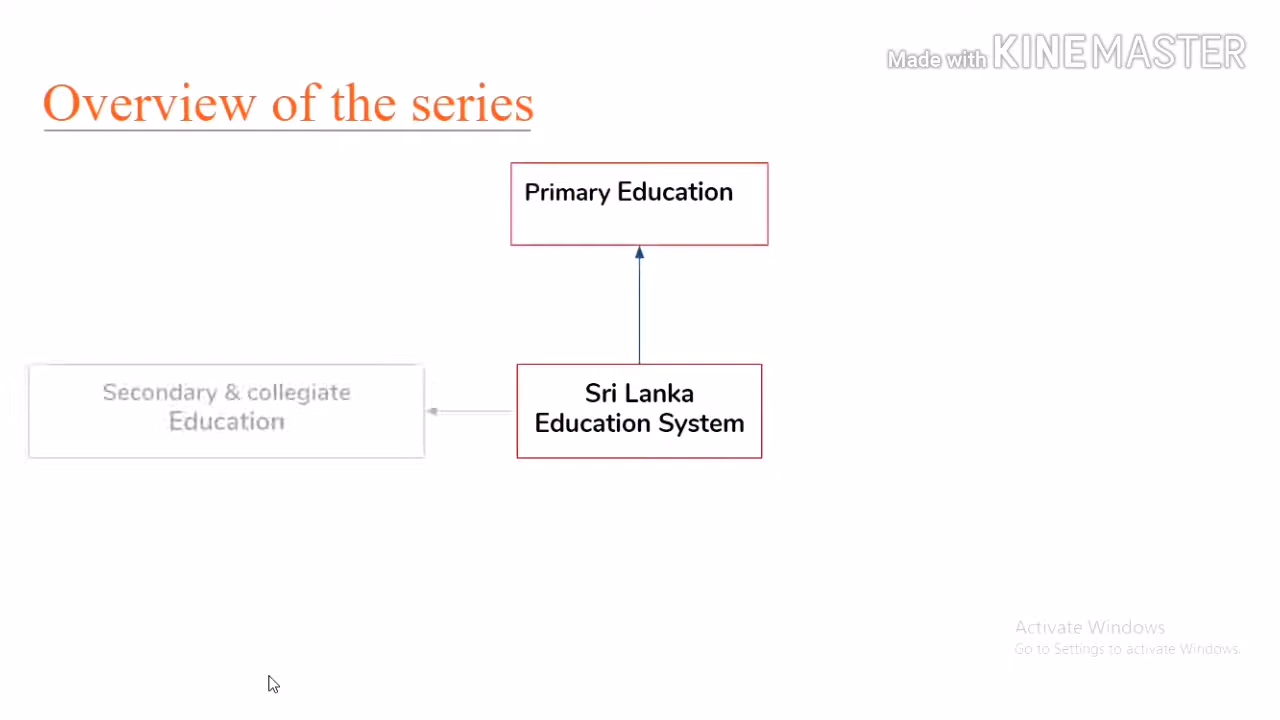 Made with KINEMASTER
Overview of the series
Primary Education
Secondary & collegiate
Education
Sri Lanka
Education System
Activate Windows
Go to Settings to activate Windows.